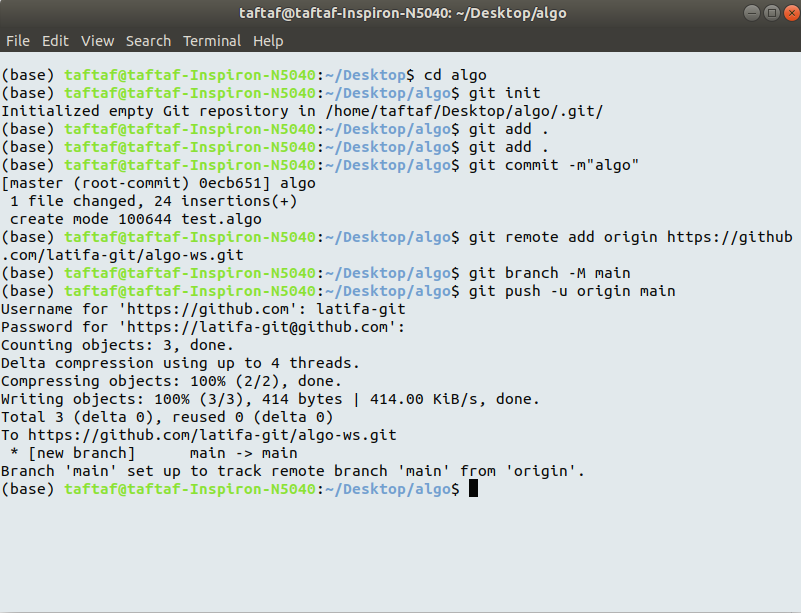 taftaf@taftaf-Inspiron-N5040: ~/Desktop/algo
File Edit View Search Terminal Help
(base) taftaf@taftaf-Inspiron-N5040:~/Desktop$ cd algo
(base) taftaf@taftaf-Inspiron-N5040:~/Desktop/algo$ git init
Initialized empty Git repository in /home/taftaf/Desktop/algo/.git/
(base) taftaf@taftaf-Inspiron-N5040:~/Desktop/algo$ git add .
(base) taftaf@taftaf-Inspiron-N5040:~/Desktop/algo$ git add .
(base) taftaf@taftaf-Inspiron-N5040:~/Desktop/algo$ git commit -m"algo"
[master (root-commit) 0ecb651] algo
 1 file changed, 24 insertions(+)
 create mode 100644 test.algo
(base) taftaf@taftaf-Inspiron-N5040:~/Desktop/algo$ git remote add origin https://github
.com/latifa-git/algo-ws.git
(base) taftaf@taftaf-Inspiron-N5040:~/Desktop/algo$ git branch -M main
(base) taftaf@taftaf-Inspiron-N5040:~/Desktop/algo$ git push -u origin main
Username for 'https://github.com': latifa-git
Password for 'https://latifa-git@github.com':
Counting objects: 3, done.
Delta compression using up to 4 threads.
Compressing objects: 100% (2/2), done.
Writing objects: 100% (3/3), 414 bytes | 414.00 KiB/s, done.
Total 3 (delta 0), reused 0 (delta 0)
To https://github.com/latifa-git/algo-ws.git
 * [new branch]      main -> main
Branch 'main' set up to track remote branch 'main' from 'origin'.
(base) taftaf@taftaf-Inspiron-N5040:~/Desktop/algo$